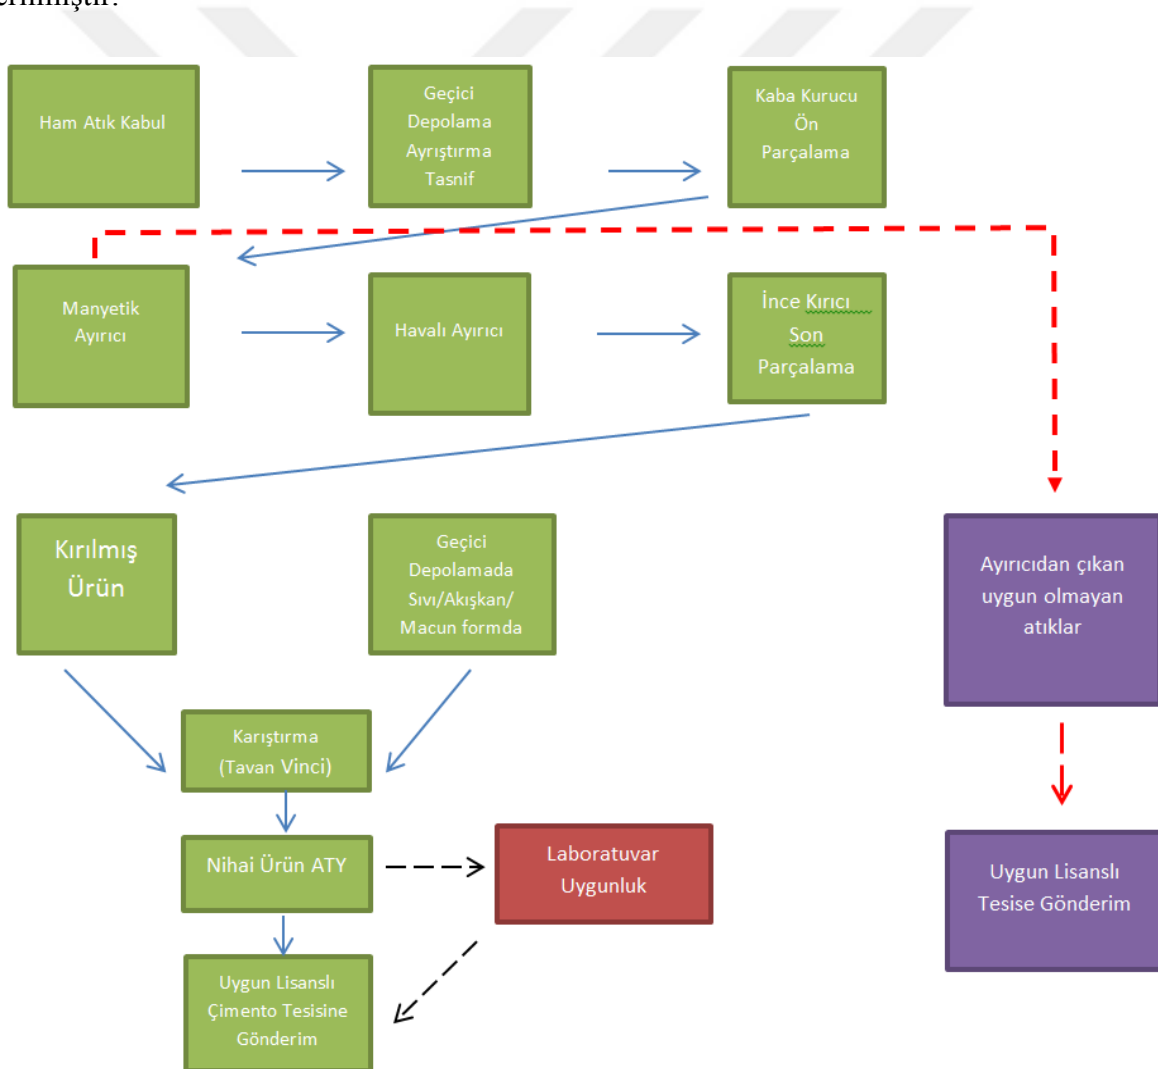 Ham Atık Kabul
Geçici
Depolama
Ayrıştırma
Tasnif
Kaba Kurucu
Ön
Parçalama
Manyetik
Ayırıcı
Havalı Ayırıcı
İnce Kırıcı
Son
Parçalama
Kırılmış
Ürün
Geçici
Depolamada
Sıvı/Akışkan/
Macun formda
Ayırıcıdan çıkan
uygun olmayan
atıklar
Karıştırma
(Tavan Vinci)
Nihai Ürün ATY
Laboratuvar
Uygunluk
Uygun Lisanslı
Tesise Gönderim
Uygun Lisanslı
Çimento Tesisine
Gönderim